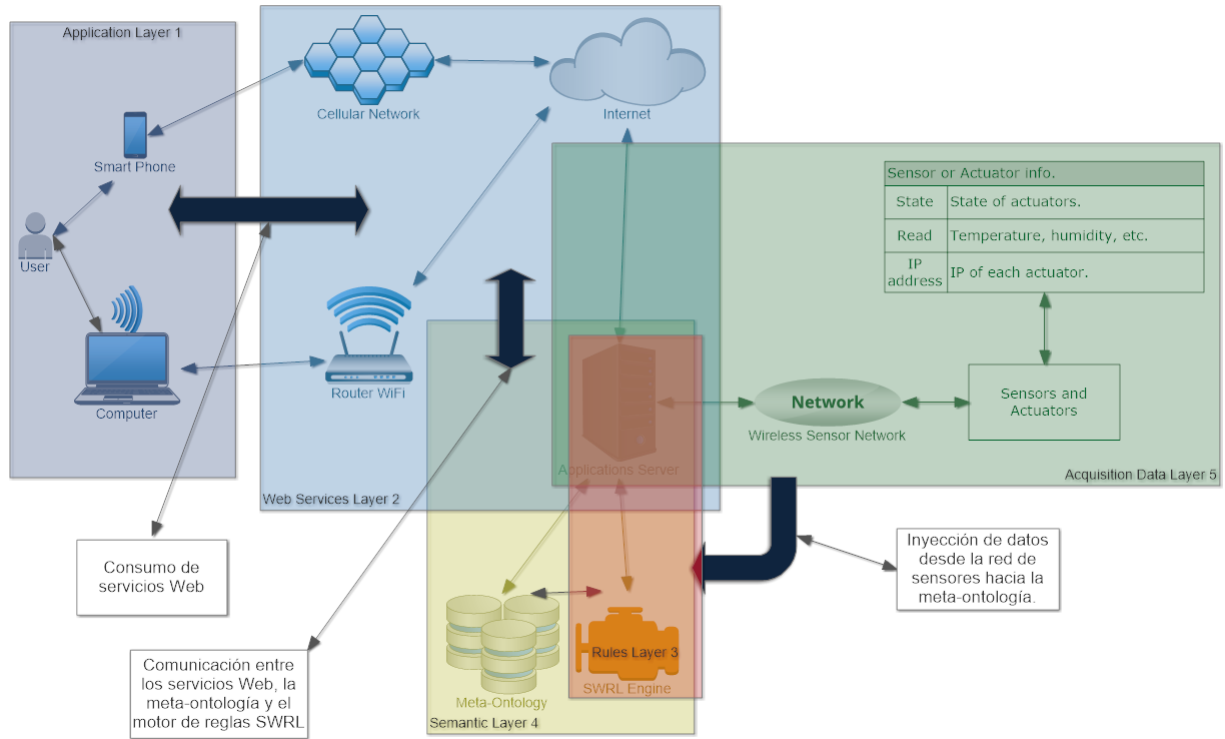 Application Layer 1
Cellular Network
Internet
Smart Phone
User
Computer
Router WiFi
Web Services Layer 2
Sensor or Actuator info.
State
State of actuators.
Read
Temperature, humidity, etc.
IP
address
IP of each actuator.
Sensors and
Actuators
Network
Wireless Sensor Network
Applications Server
Acquisition Data Layer 5
Consumo de
servicios Web
Inyección de datos
desde la red de
sensores hacia la
meta-ontología.
Comunicación entre
los servicios Web, la
meta-ontología y el
motor de reglas SWRL
Rules Layer 3
SWRL Engine
Meta-Ontology
Semantic Layer 4